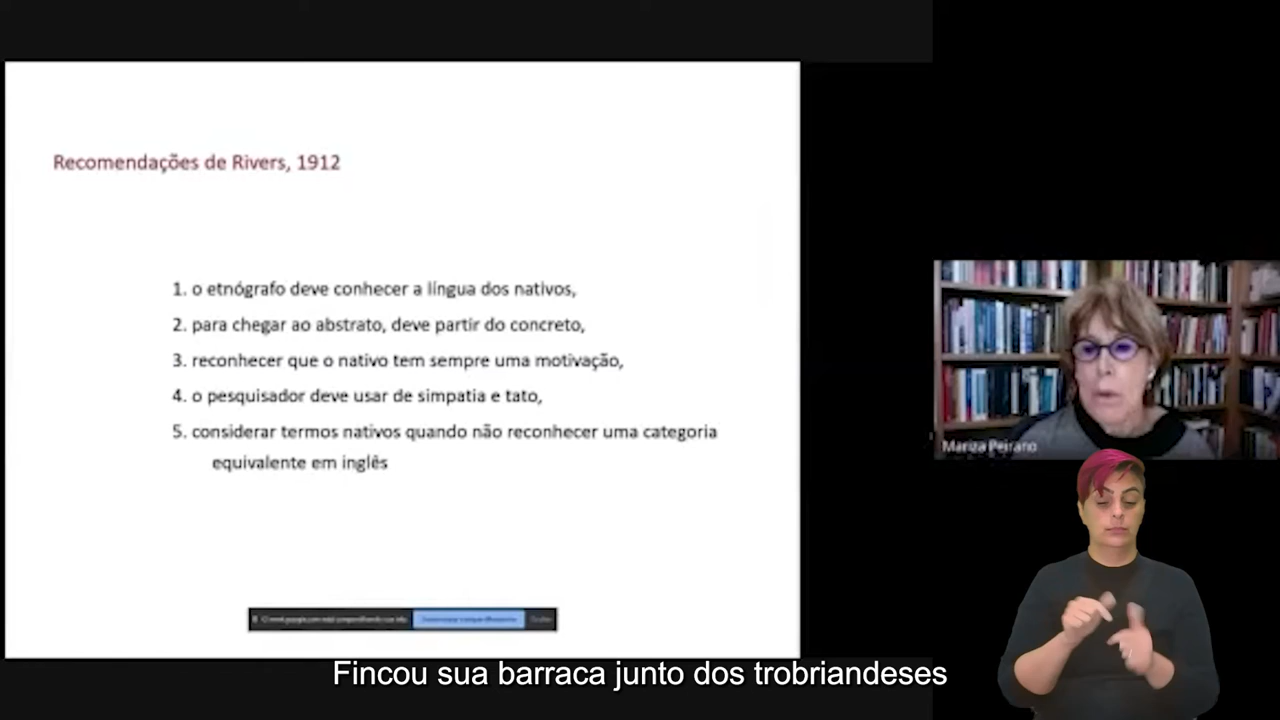 Recomendações de Rivers, 1912
1. o etnógrafo deve conhecer a língua dos nativos,
2. para chegar ao abstrato, deve partir do concreto,
3. reconhecer que o nativo tem sempre uma motivação,
4. o pesquisador deve usar de simpatia e tato,
5. considerar termos nativos quando não reconhecer uma categoria
equivalente em inglês
Mariza Peirano
Fincou sua barraca junto dos trobriandeses